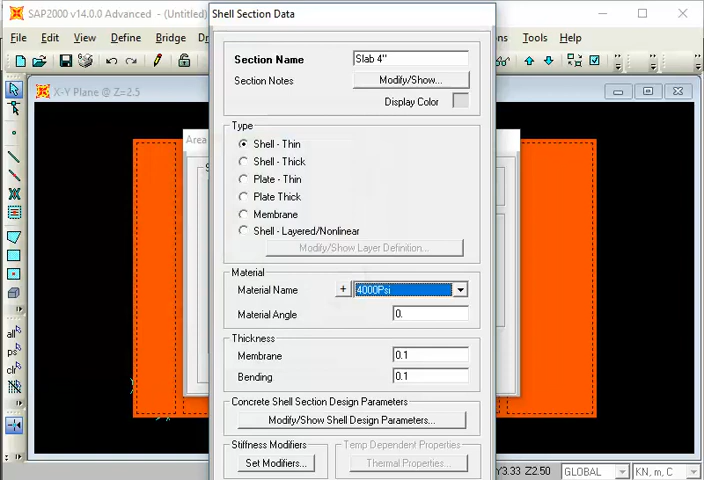 SAP2000 v14.0.0 Advanced - (Untitled)
File Edit View Define Bridge
Options Tools Help
X-Y Plane @ Z=2.5
Area
Shell Section Data
Section Name Slab 4"
Section Notes Modify/Show...
Display Color
Type
Shell - Thin
Shell - Thick
Plate - Thin
Plate Thick
Membrane
Shell - Layered/Nonlinear
Modify/Show Layer Definition...
Material
Material Name + 4000Psi
Material Angle 0.
Thickness
Membrane 0.1
Bending 0.1
Concrete Shell Section Design Parameters
Modify/Show Shell Design Parameters...
Stiffness Modifiers Temp Dependent Properties
Set Modifiers... Thermal Properties...
all
ps
clr
Y3.33 Z2.50 GLOBAL KN, m, C